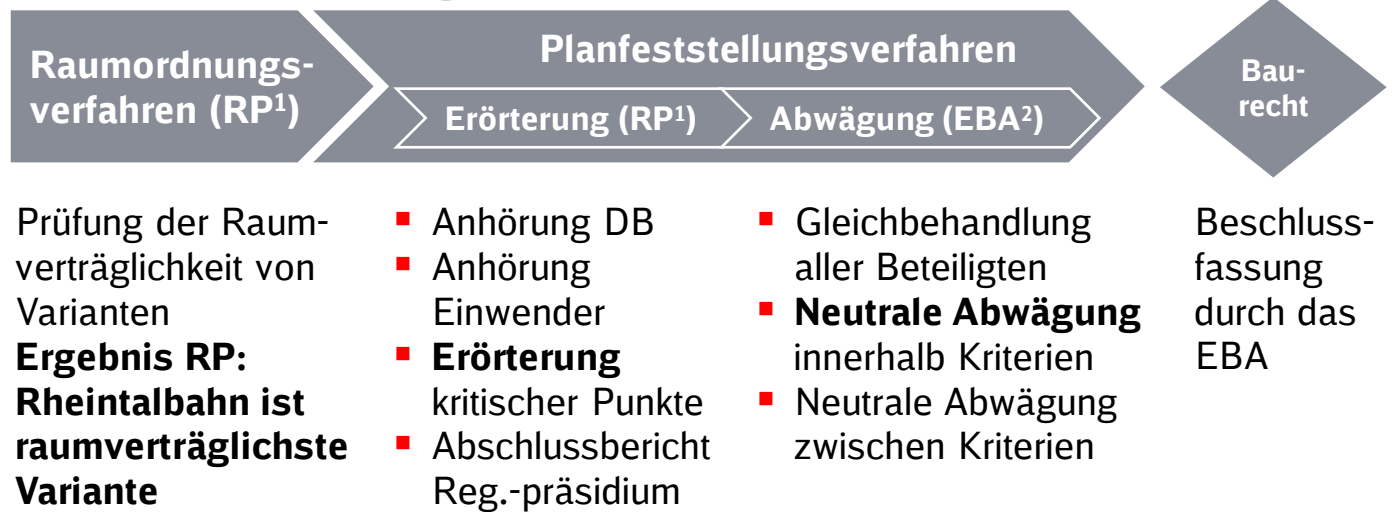 Raumordnungs-
verfahren (RP¹)
Planfeststellungsverfahren
Erörterung (RP¹)
Abwägung (EBA²)
Bau-
recht
Prüfung der Raum-
verträglichkeit von
Varianten
Ergebnis RP:
Rheintalbahn ist
raumverträglichste
Variante
▪ Anhörung DB
▪ Anhörung
Einwender
▪ Erörterung
kritischer Punkte
▪ Abschlussbericht
Reg.-präsidium
▪ Gleichbehandlung
aller Beteiligten
▪ Neutrale Abwägung
innerhalb Kriterien
▪ Neutrale Abwägung
zwischen Kriterien
Beschluss-
fassung
durch das
EBA